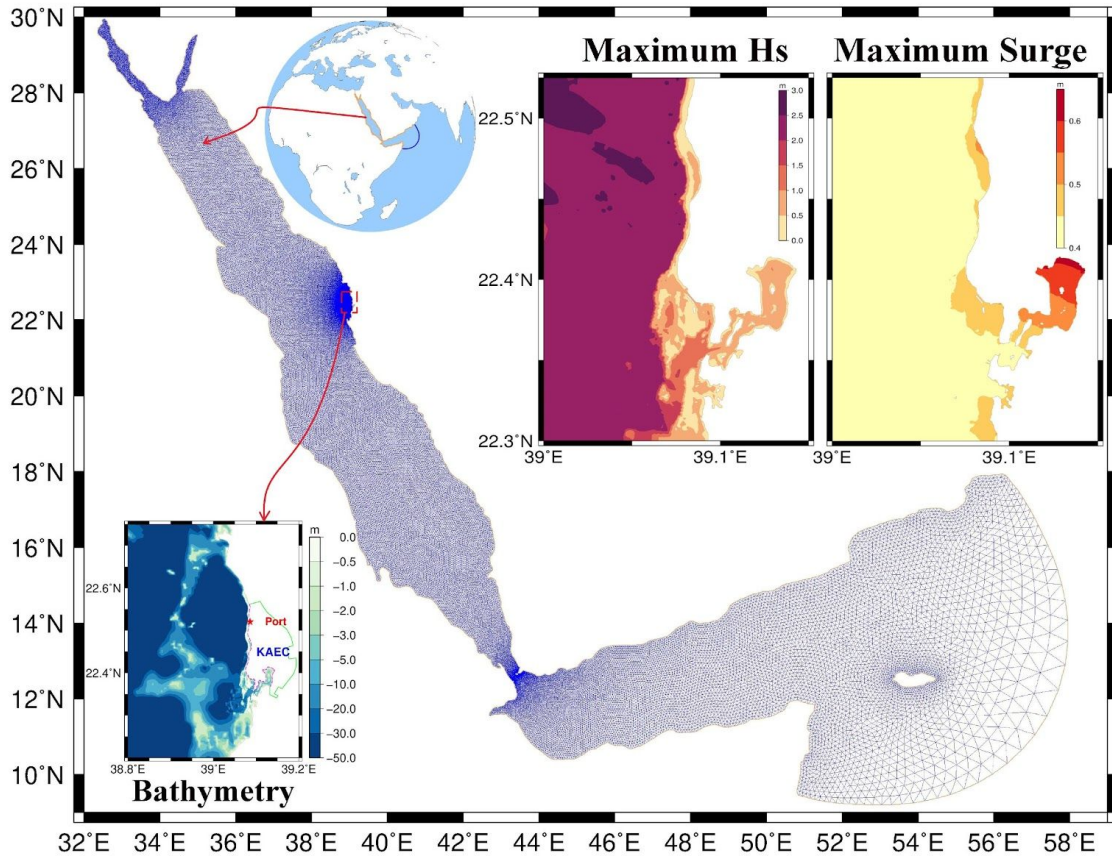 30°N
28°N
26°N
24°N
22°N
20°N
18°N
16°N
14°N
12°N
10°N
32°E 34°E 36°E 38°E 40°E 42°E 44°E 46°E 48°E 50°E 52°E 54°E 56°E 58°E
Maximum Hs
m
3.0
2.5
2.0
1.5
1.0
0.5
0.0
22.5°N
22.4°N
22.3°N
39°E 39.1°E
Maximum Surge
m
0.6
0.5
0.4
39°E 39.1°E
m
0.0
-0.5
-1.0
-2.0
-3.0
-5.0
-10.0
-20.0
-50.0
22.6°N
22.4°N
Port
KAEC
38.8°E 39°E 39.2°E
Bathymetry